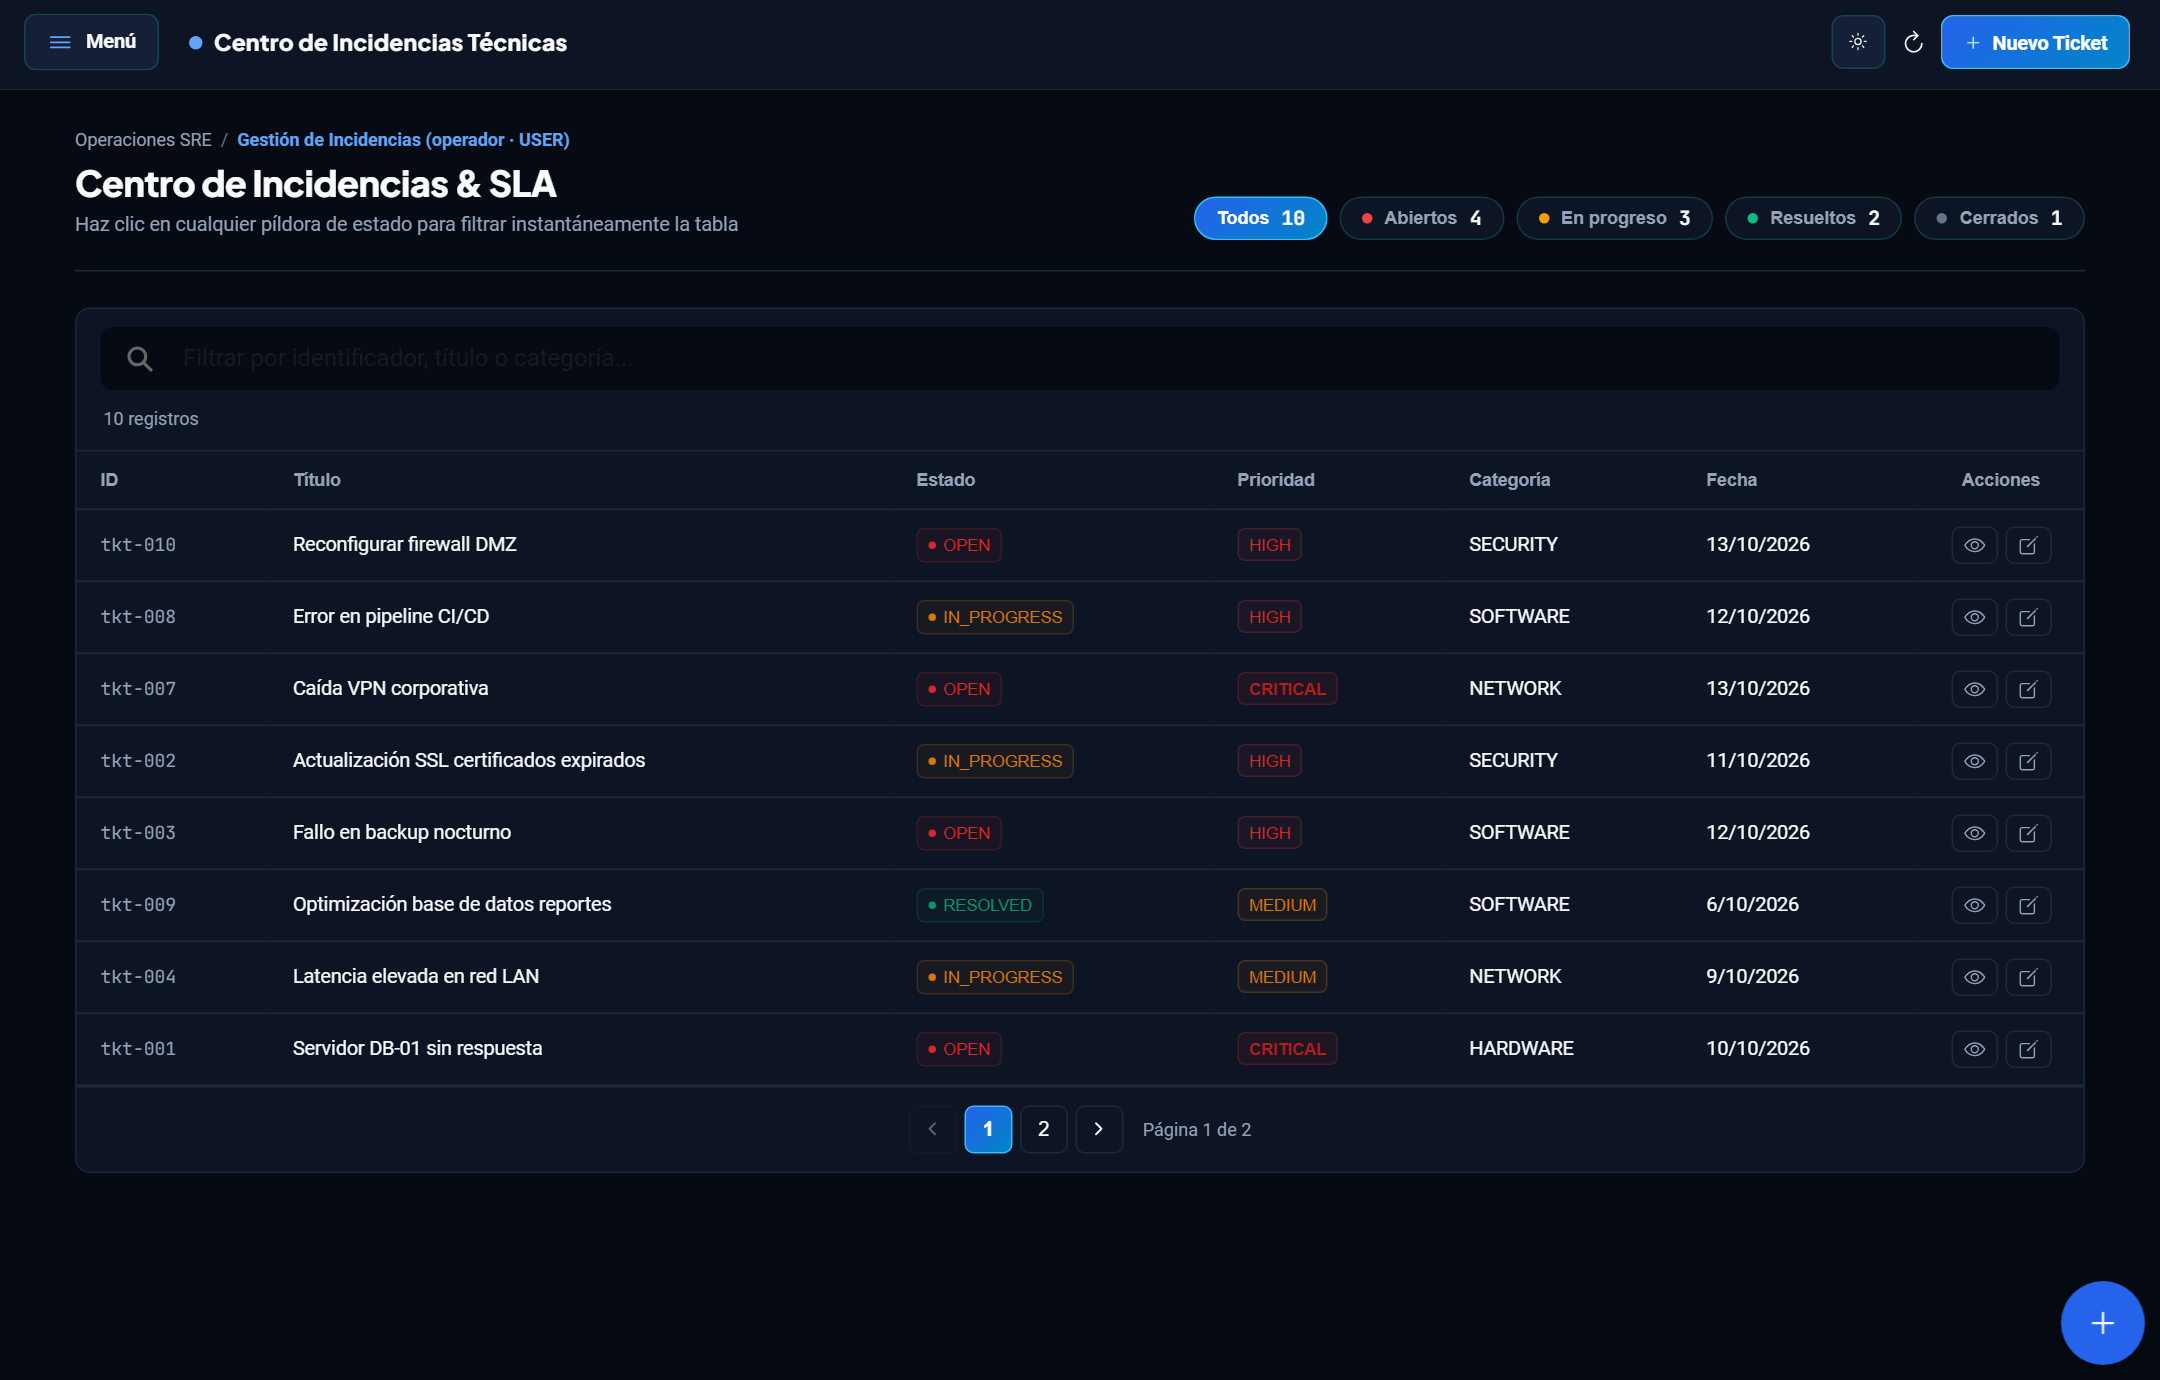 Menú
Centro de Incidencias Técnicas
+ Nuevo Ticket
Operaciones SRE / Gestión de Incidencias (operador · USER)
Centro de Incidencias & SLA
Haz clic en cualquier píldora de estado para filtrar instantáneamente la tabla
Todos 10
Abiertos 4
En progreso 3
Resueltos 2
Cerrados 1
Filtrar por identificador, título o categoría...
10 registros
ID Título Estado Prioridad Categoría Fecha Acciones
tkt-010 Reconfigurar firewall DMZ OPEN HIGH SECURITY 13/10/2026
tkt-008 Error en pipeline CI/CD IN_PROGRESS HIGH SOFTWARE 12/10/2026
tkt-007 Caída VPN corporativa OPEN CRITICAL NETWORK 13/10/2026
tkt-002 Actualización SSL certificados expirados IN_PROGRESS HIGH SECURITY 11/10/2026
tkt-003 Fallo en backup nocturno OPEN HIGH SOFTWARE 12/10/2026
tkt-009 Optimización base de datos reportes RESOLVED MEDIUM SOFTWARE 6/10/2026
tkt-004 Latencia elevada en red LAN IN_PROGRESS MEDIUM NETWORK 9/10/2026
tkt-001 Servidor DB-01 sin respuesta OPEN CRITICAL HARDWARE 10/10/2026
1 2 Página 1 de 2